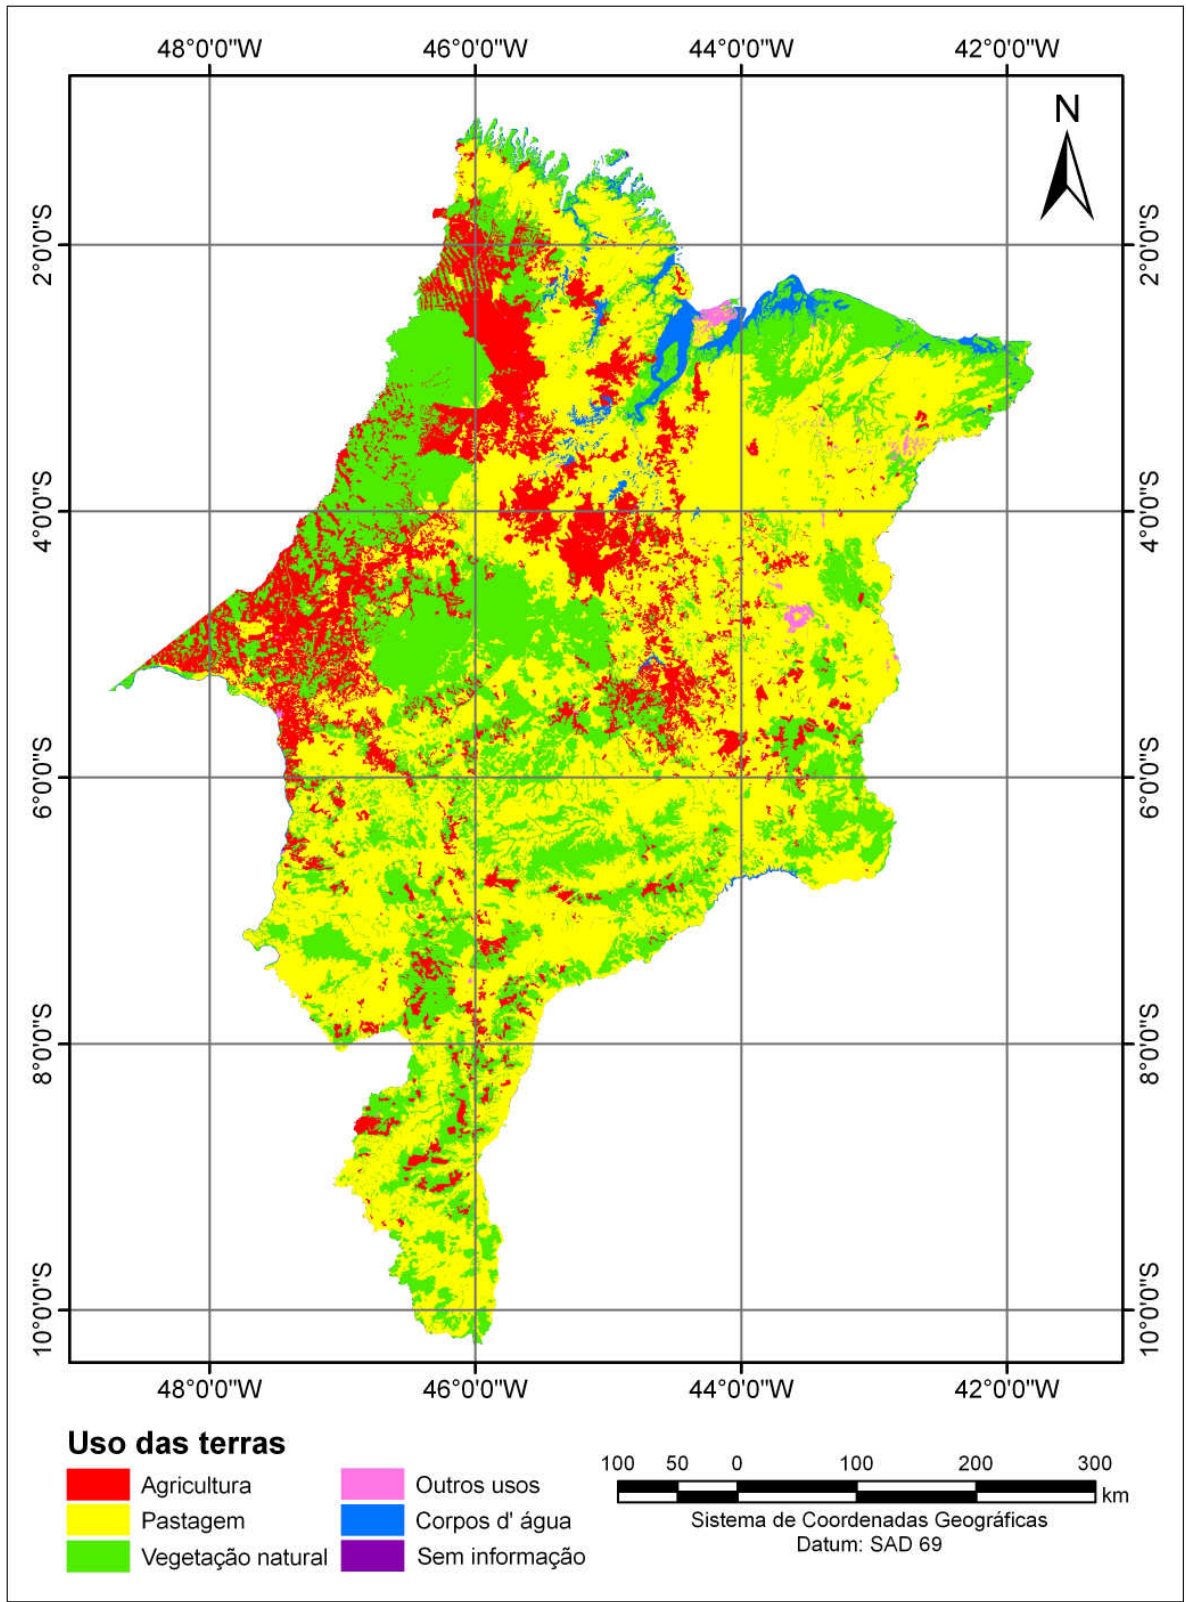 48°0'0"W 46°0'0"W 44°0'0"W 42°0'0"W
N
2°0'0"S 2°0'0"S
4°0'0"S 4°0'0"S
6°0'0"S 6°0'0"S
8°0'0"S 8°0'0"S
10°0'0"S 10°0'0"S
48°0'0"W 46°0'0"W 44°0'0"W 42°0'0"W
Uso das terras
Agricultura
Pastagem
Vegetação natural
Outros usos
Corpos d' água
Sem informação
100 50 0 100 200 300
km
Sistema de Coordenadas Geográficas
Datum: SAD 69